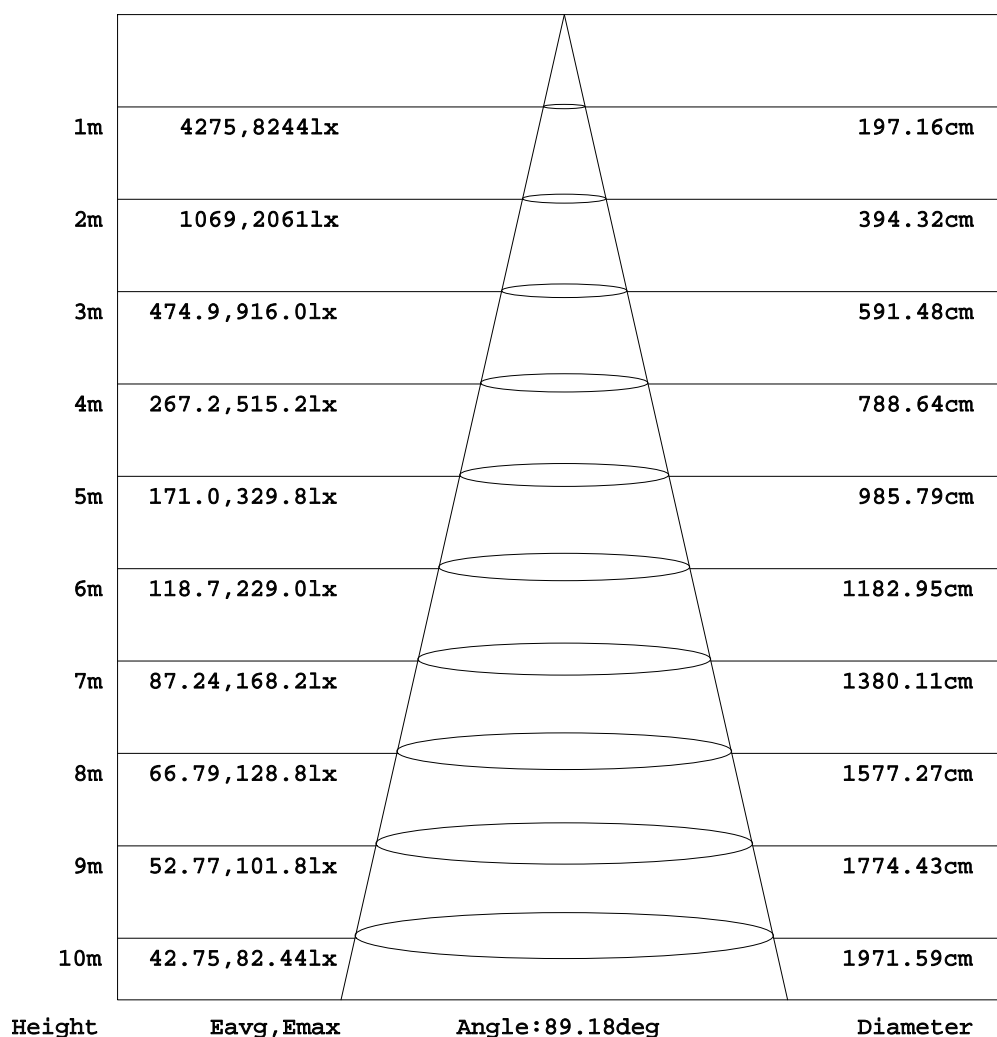 1m 4275,8244lx 197.16cm
2m 1069,2061lx 394.32cm
3m 474.9,916.0lx 591.48cm
4m 267.2,515.2lx 788.64cm
5m 171.0,329.8lx 985.79cm
6m 118.7,229.0lx 1182.95cm
7m 87.24,168.2lx 1380.11cm
8m 66.79,128.8lx 1577.27cm
9m 52.77,101.8lx 1774.43cm
10m 42.75,82.44lx 1971.59cm
Height Eavg,Emax Angle:89.18deg Diameter